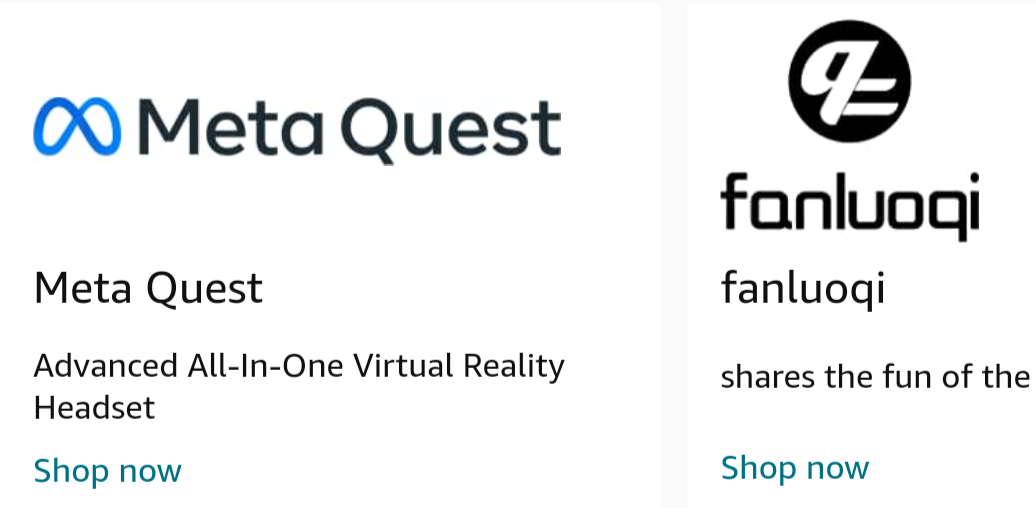 Meta Quest
Meta Quest
Advanced All-In-One Virtual Reality
Headset
Shop now
fanluoqi
fanluoqi
shares the fun of the
Shop now